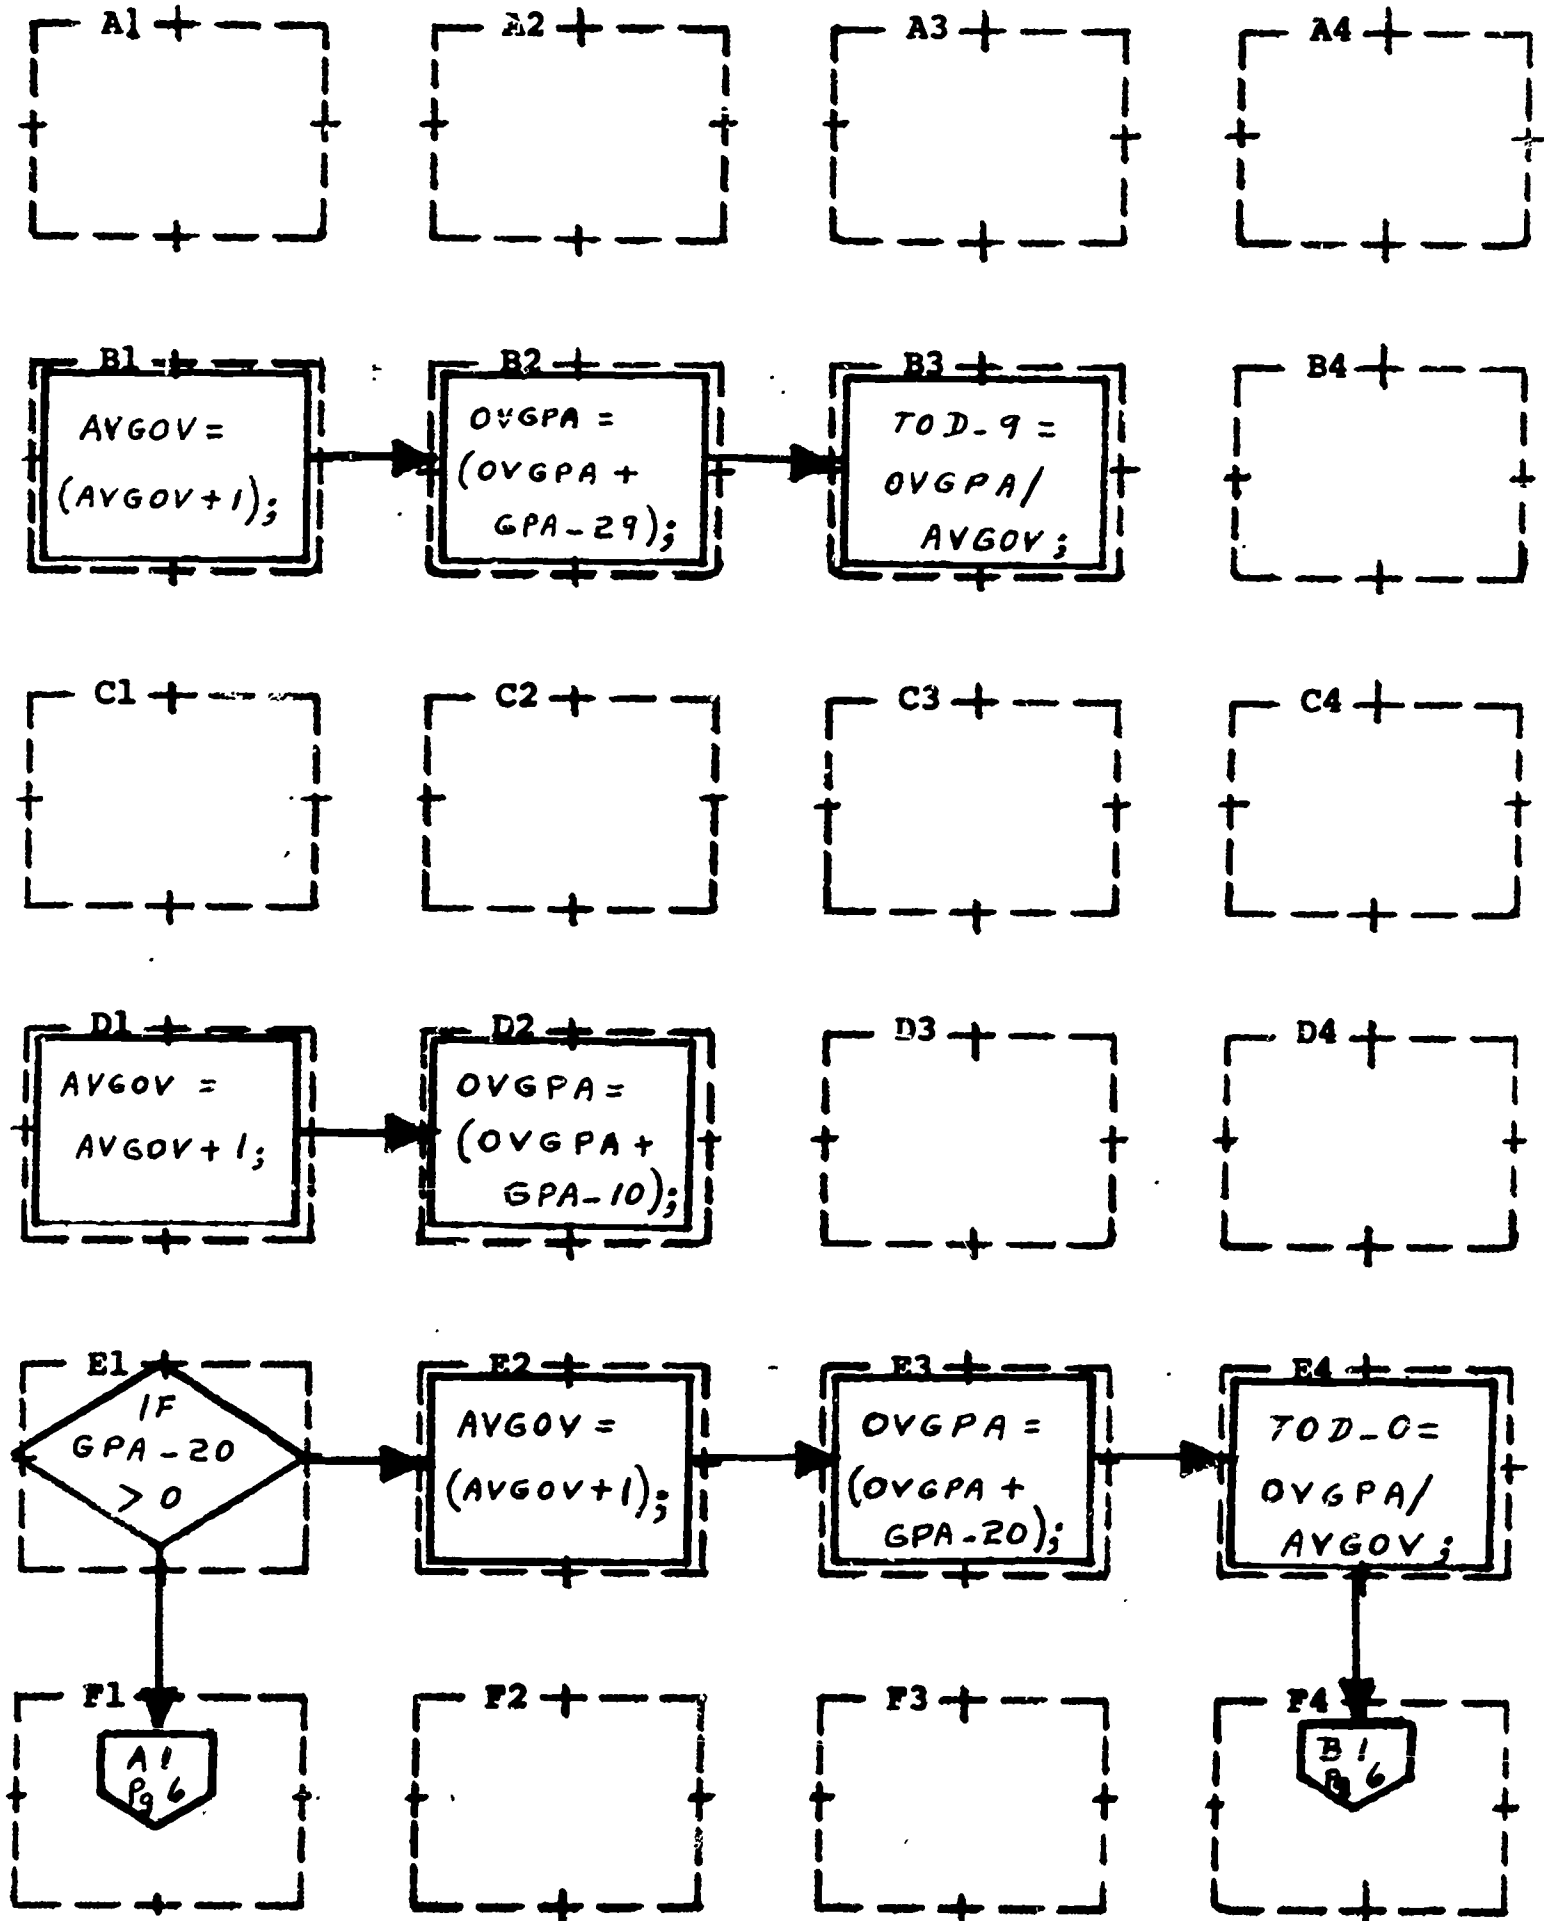 A1 A2 A3 A4
B1 B2 B3 B4
AVGOV =
(AVGOV+1);
OVGPA =
(OVGPA +
GPA-29);
TOD-9 =
OVGPA/
AVGOV;
C1 C2 C3 C4
D1 D2 D3 D4
AVGOV =
AVGOV+1;
OVGPA =
(OVGPA +
GPA-10);
E1 E2 E3 E4
IF
GPA-20
> 0
AVGOV =
(AVGOV+1);
OVGPA =
(OVGPA +
GPA-20);
TOD-0=
OVGPA/
AVGOV;
F1 F2 F3 F4
A1
Pg 6
B1
Pg 6